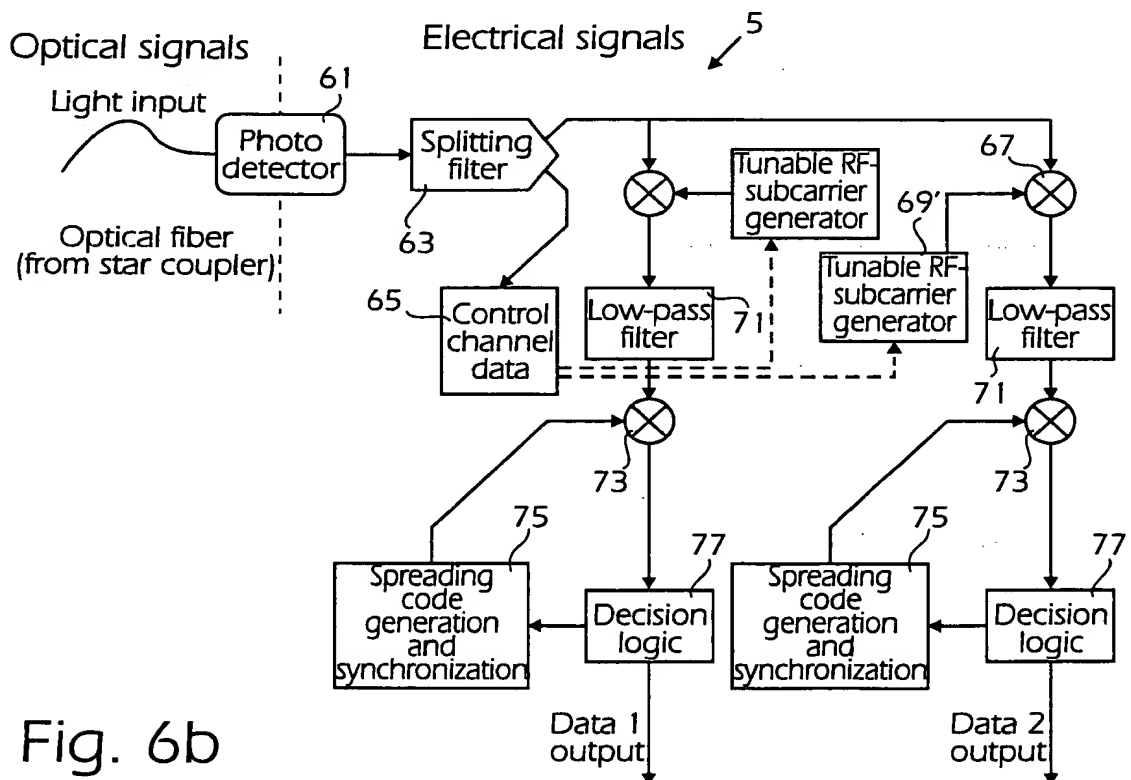 5
Optical signals
Electrical signals
61
Light input
Photo
detector
Splitting
filter
63
Tunable RF-
subcarrier
generator
67
69'
Tunable RF-
subcarrier
generator
Optical fiber
(from star coupler)
65
Control
channel
data
Low-pass
filter
71
Low-pass
filter
71
73
73
75
Spreading
code
generation
and
synchronization
77
Decision
logic
75
Spreading
code
generation
and
synchronization
77
Decision
logic
Data 1
output
Data 2
output
Fig. 6b